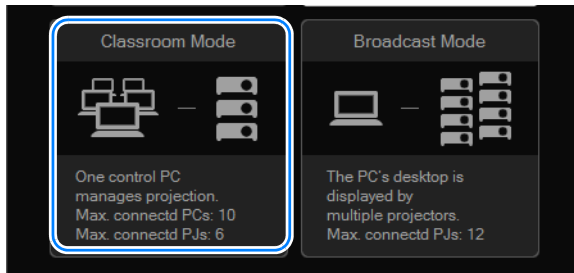 Classroom Mode
One control PC
manages projection.
Max. connectd PCs: 10
Max. connectd PJs: 6
Broadcast Mode
The PC's desktop is
displayed by
multiple projectors.
Max. connectd PJs: 12